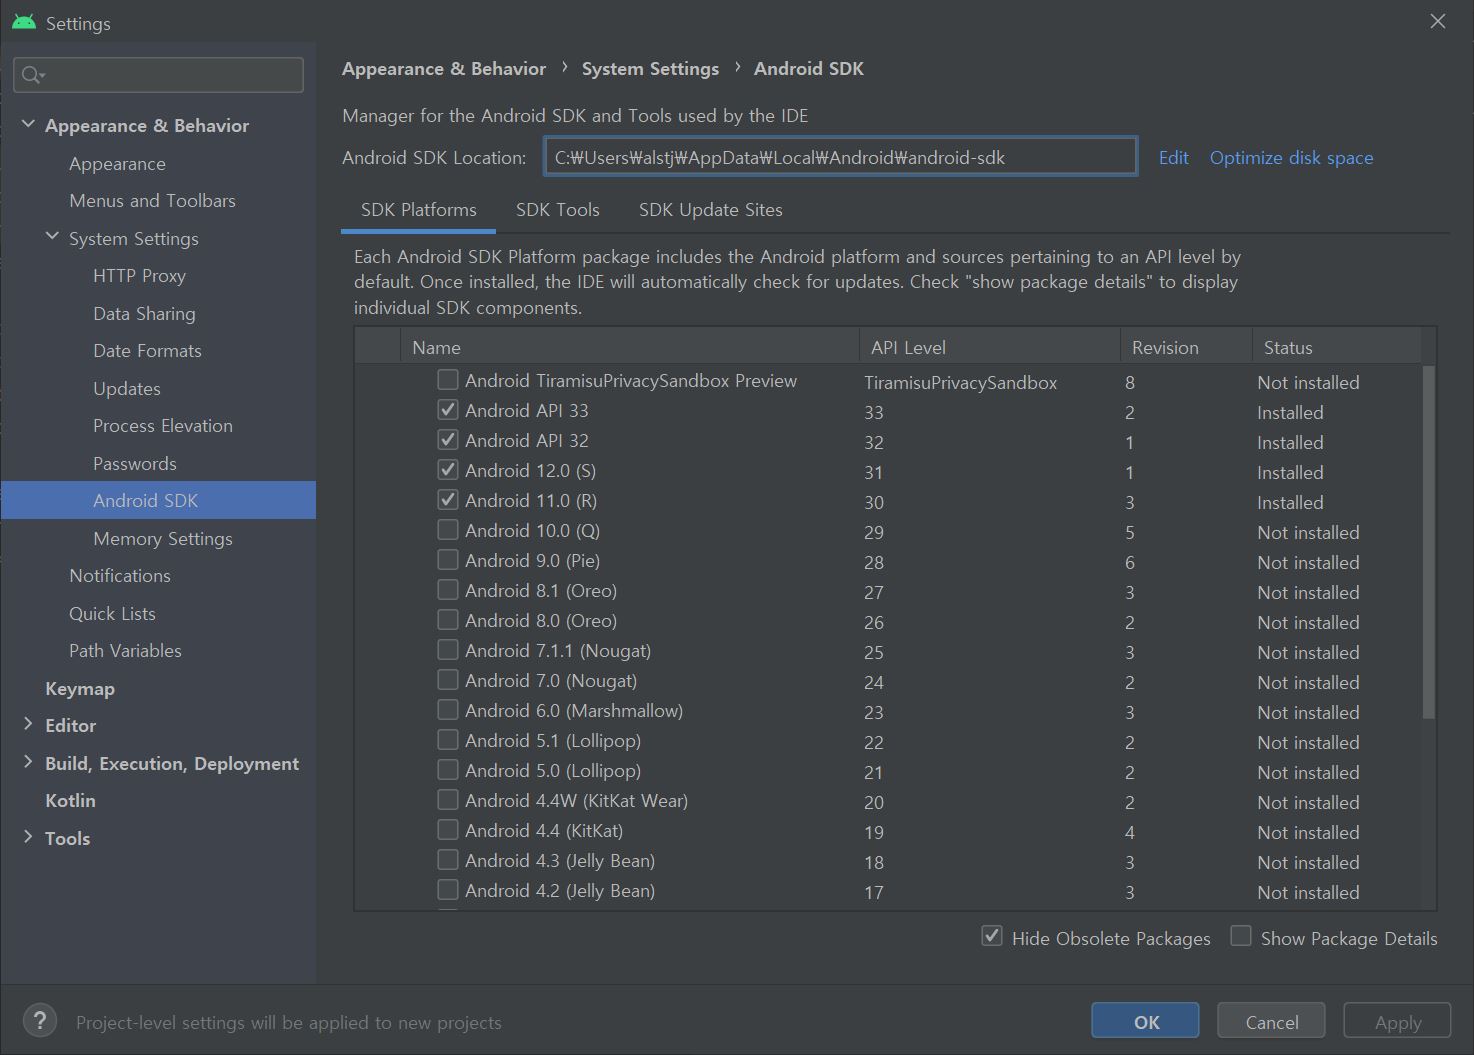 Settings
Appearance & Behavior
Appearance
Menus and Toolbars
System Settings
HTTP Proxy
Data Sharing
Date Formats
Updates
Process Elevation
Passwords
Android SDK
Memory Settings
Notifications
Quick Lists
Path Variables
Keymap
Editor
Build, Execution, Deployment
Kotlin
Tools
Appearance & Behavior › System Settings › Android SDK
Manager for the Android SDK and Tools used by the IDE
Android SDK Location: C:₩Users₩alstj₩AppData₩Local₩Android₩android-sdk Edit Optimize disk space
SDK Platforms SDK Tools SDK Update Sites
Each Android SDK Platform package includes the Android platform and sources pertaining to an API level by
default. Once installed, the IDE will automatically check for updates. Check "show package details" to display
individual SDK components.
Name API Level Revision Status
Android TiramisuPrivacySandbox Preview TiramisuPrivacySandbox 8 Not installed
Android API 33 33 2 Installed
Android API 32 32 1 Installed
Android 12.0 (S) 31 1 Installed
Android 11.0 (R) 30 3 Installed
Android 10.0 (Q) 29 5 Not installed
Android 9.0 (Pie) 28 6 Not installed
Android 8.1 (Oreo) 27 3 Not installed
Android 8.0 (Oreo) 26 2 Not installed
Android 7.1.1 (Nougat) 25 3 Not installed
Android 7.0 (Nougat) 24 2 Not installed
Android 6.0 (Marshmallow) 23 3 Not installed
Android 5.1 (Lollipop) 22 2 Not installed
Android 5.0 (Lollipop) 21 2 Not installed
Android 4.4W (KitKat Wear) 20 2 Not installed
Android 4.4 (KitKat) 19 4 Not installed
Android 4.3 (Jelly Bean) 18 3 Not installed
Android 4.2 (Jelly Bean) 17 3 Not installed
Hide Obsolete Packages Show Package Details
? Project-level settings will be applied to new projects
OK Cancel Apply